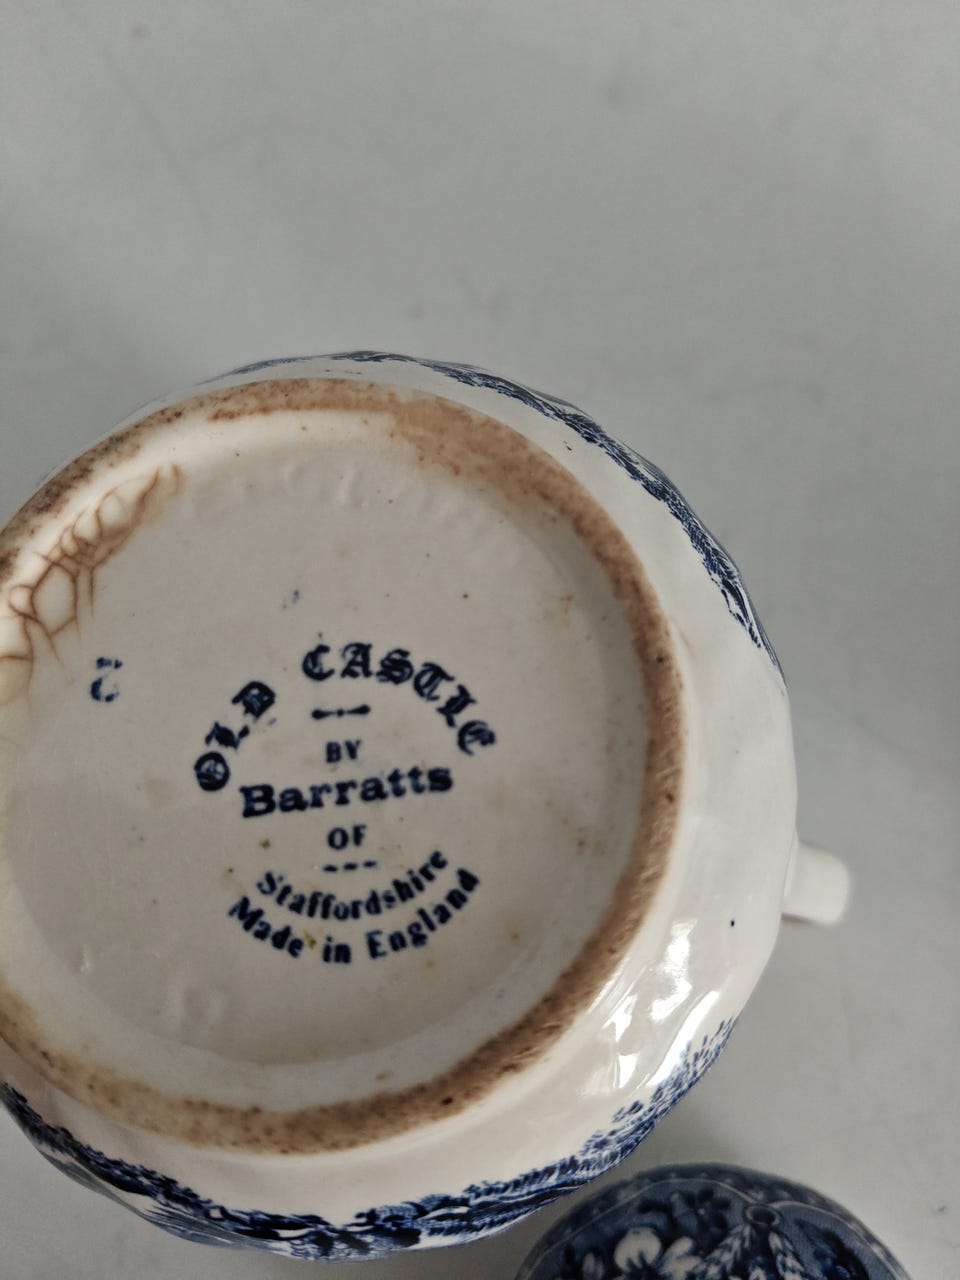 OLD CASTLE
BY
Barratts
OF
Staffordshire
Made in England